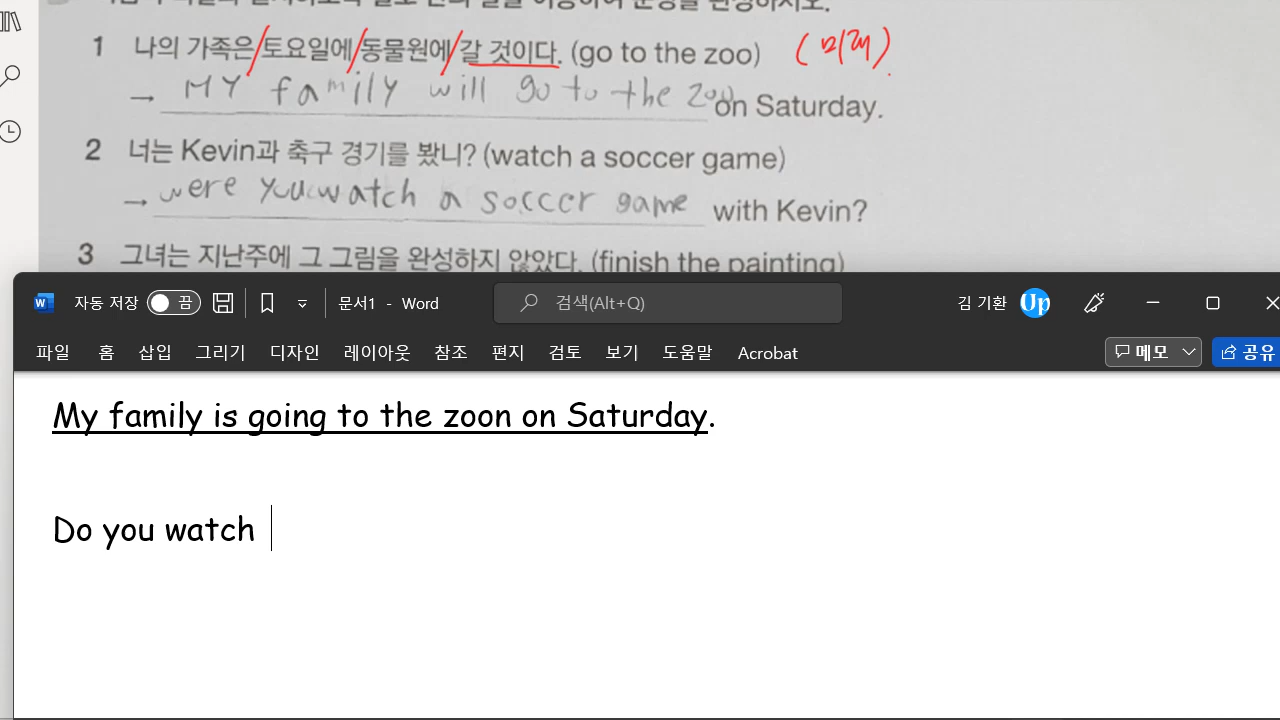 1 나의 가족은/토요일에/동물원에/갈 것이다. (go to the zoo) (미래)
→ MY family will go to the zoo on Saturday.
2 너는 Kevin과 축구 경기를 봤니? (watch a soccer game)
→ were you watch a soccer game with Kevin?
3 그녀는 지난주에 그 그림을 완성하지 않았다. (finish the painting)
자동 저장 끔 문서1 - Word 검색(Alt+Q) 김 기환 Up
파일 홈 삽입 그리기 디자인 레이아웃 참조 편지 검토 보기 도움말 Acrobat 메모 공유
My family is going to the zoon on Saturday.
Do you watch